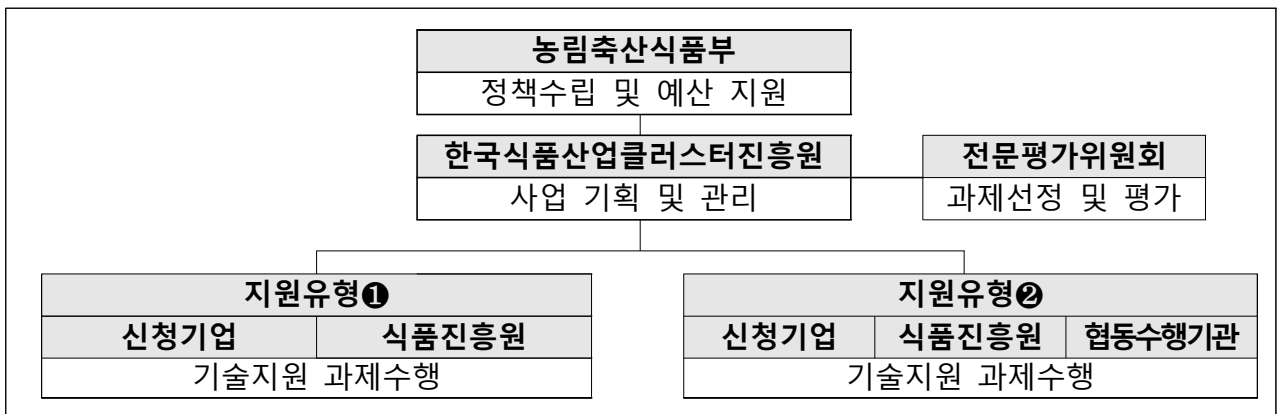 농림축산식품부
정책수립 및 예산 지원
한국식품산업클러스터진흥원 전문평가위원회
사업 기획 및 관리 과제선정 및 평가
지원유형❶ 지원유형❷
신청기업 식품진흥원 신청기업 식품진흥원 협동수행기관
기술지원 과제수행 기술지원 과제수행